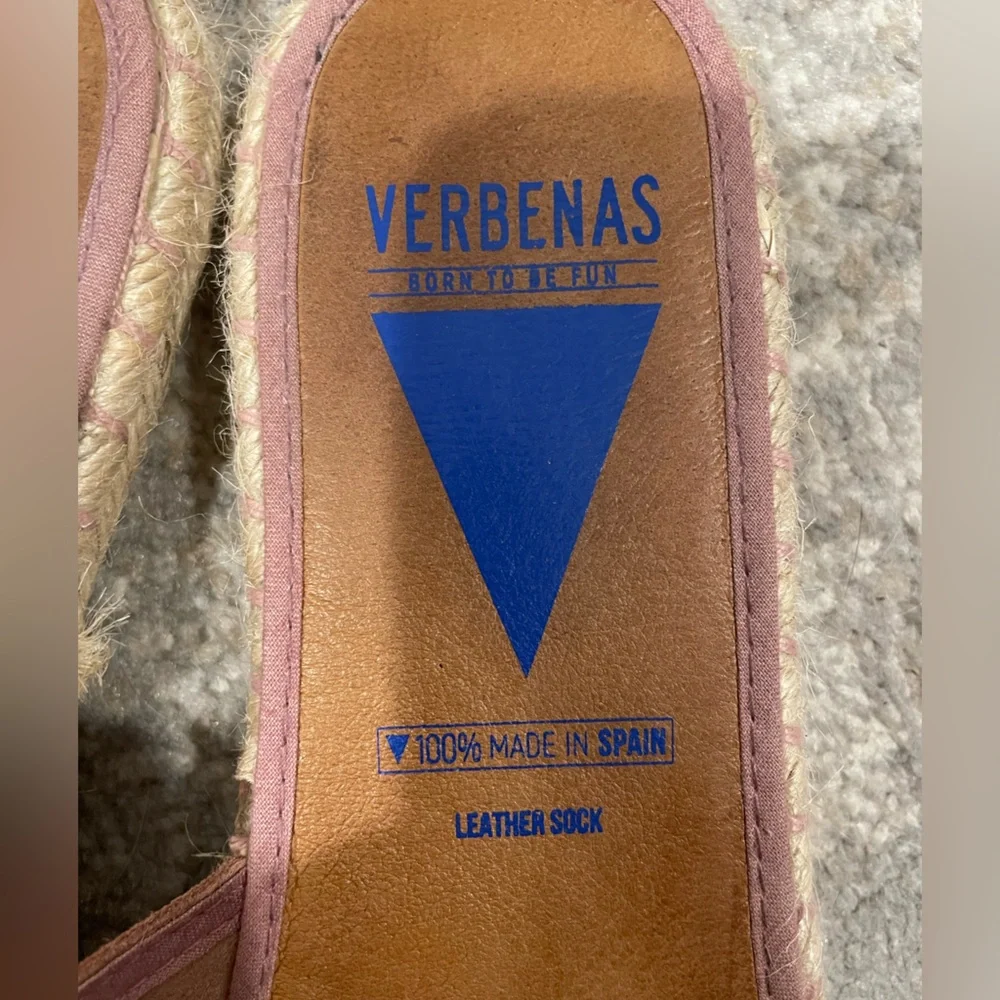 VERBENAS
BORN TO BE FUN
100% MADE IN SPAIN
LEATHER SOCK